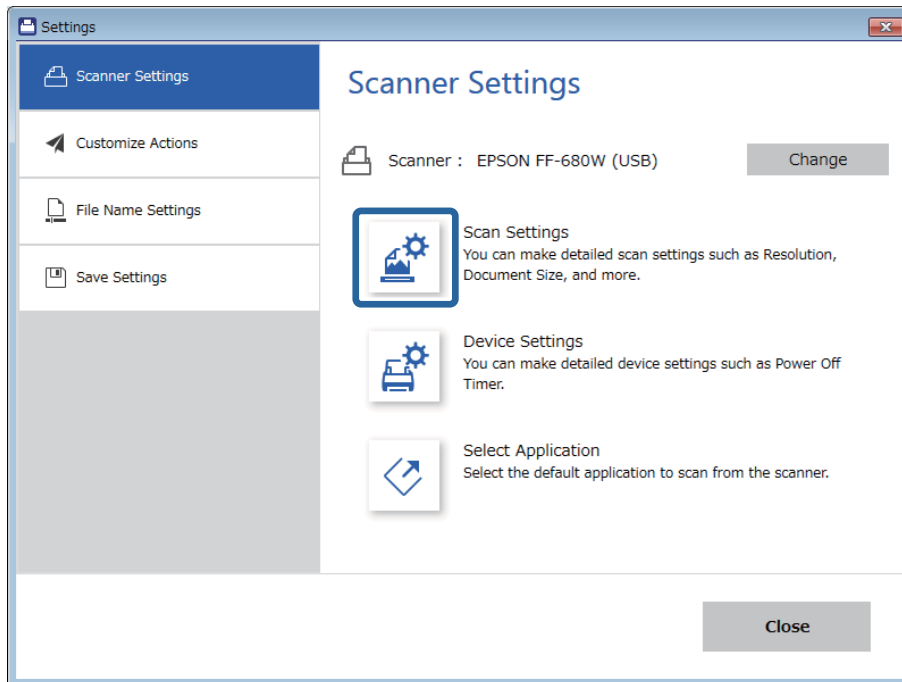 Settings
Scanner Settings
Customize Actions
File Name Settings
Save Settings
Scanner Settings
Scanner : EPSON FF-680W (USB)
Change
Scan Settings
You can make detailed scan settings such as Resolution,
Document Size, and more.
Device Settings
You can make detailed device settings such as Power Off
Timer.
Select Application
Select the default application to scan from the scanner.
Close